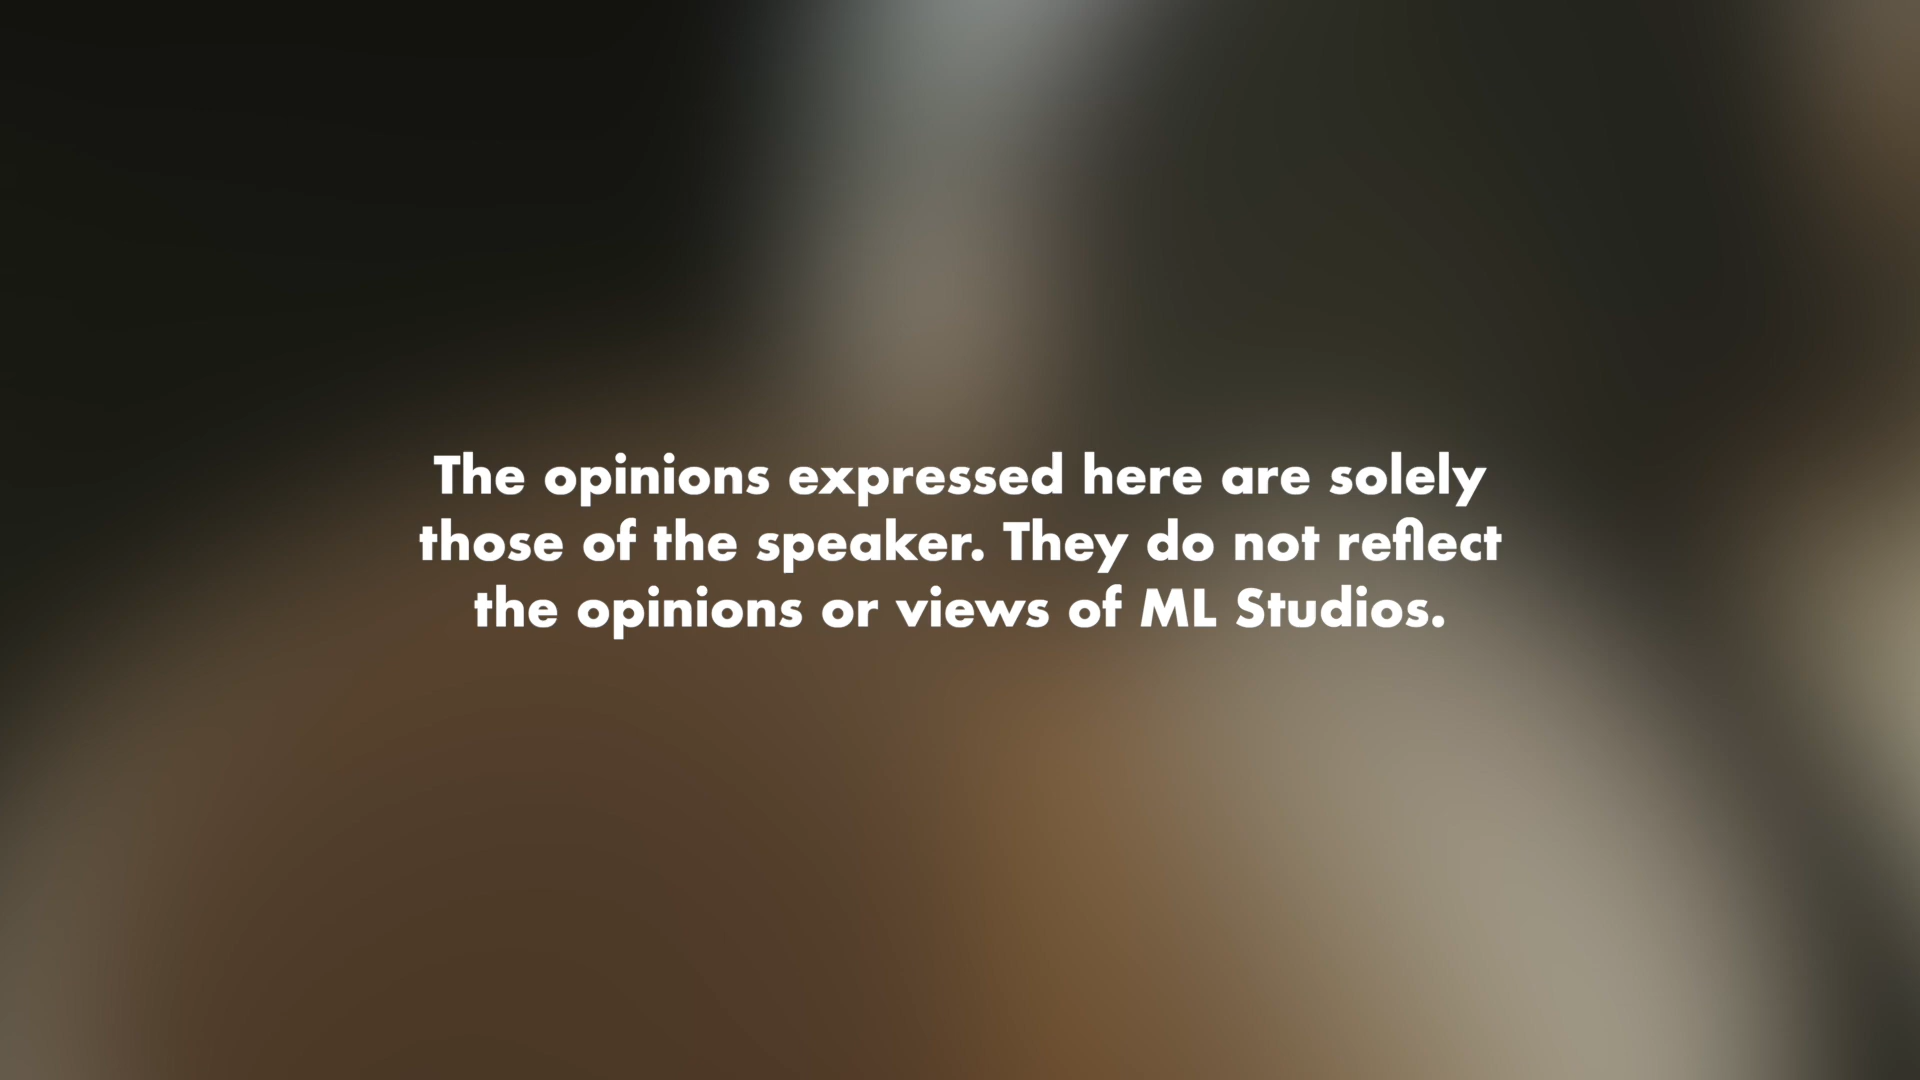 The opinions expressed here are solely
those of the speaker. They do not reflect
the opinions or views of ML Studios.